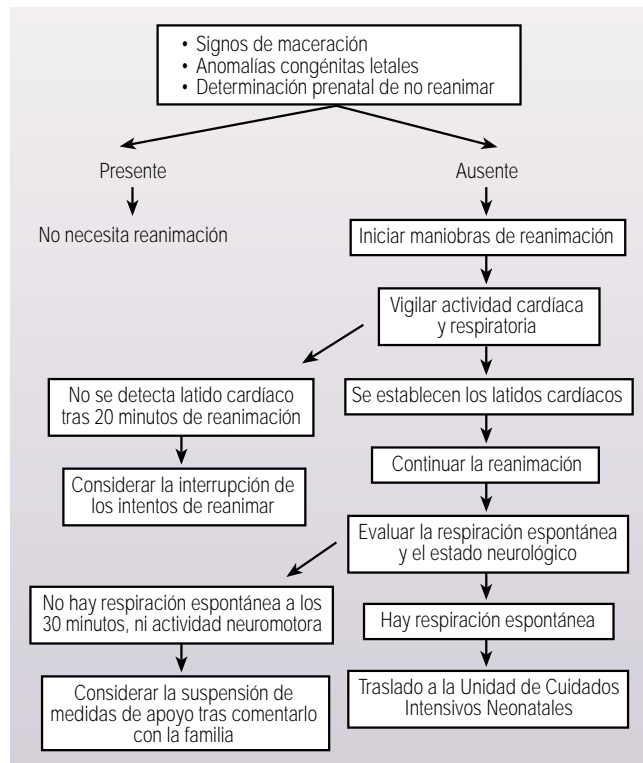 • Signos de maceración
• Anomalías congénitas letales
• Determinación prenatal de no reanimar
Presente
Ausente
No necesita reanimación
Iniciar maniobras de reanimación
Vigilar actividad cardíaca
y respiratoria
No se detecta latido cardíaco
tras 20 minutos de reanimación
Se establecen los latidos cardíacos
Considerar la interrupción de
los intentos de reanimar
Continuar la reanimación
Evaluar la respiración espontánea
y el estado neurológico
No hay respiración espontánea a los
30 minutos, ni actividad neuromotora
Hay respiración espontánea
Considerar la suspensión de
medidas de apoyo tras comentarlo
con la familia
Traslado a la Unidad de Cuidados
Intensivos Neonatales